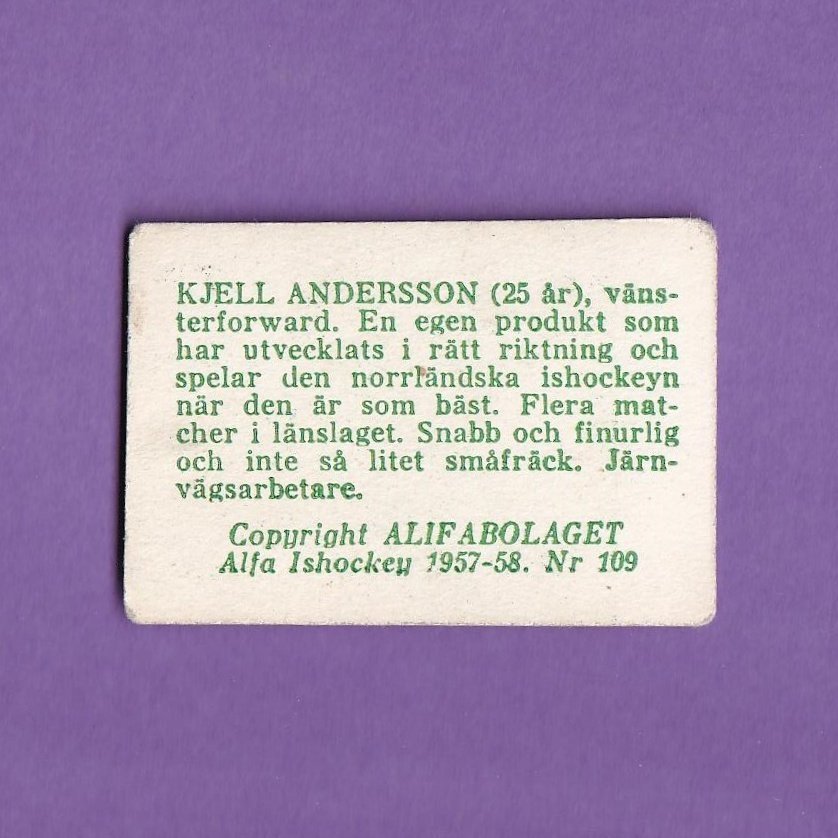 KJELL ANDERSSON (25 år), väns-
terforward. En egen produkt som
har utvecklats i rätt riktning och
spelar den norrländska ishockeyn
när den är som bäst. Flera mat-
cher i länslaget. Snabb och finurlig
och inte så litet småfräck. Järn-
vägsarbetare.
Copyright ALIFABOLAGET
Alfa Ishockey 1957-58. Nr 109